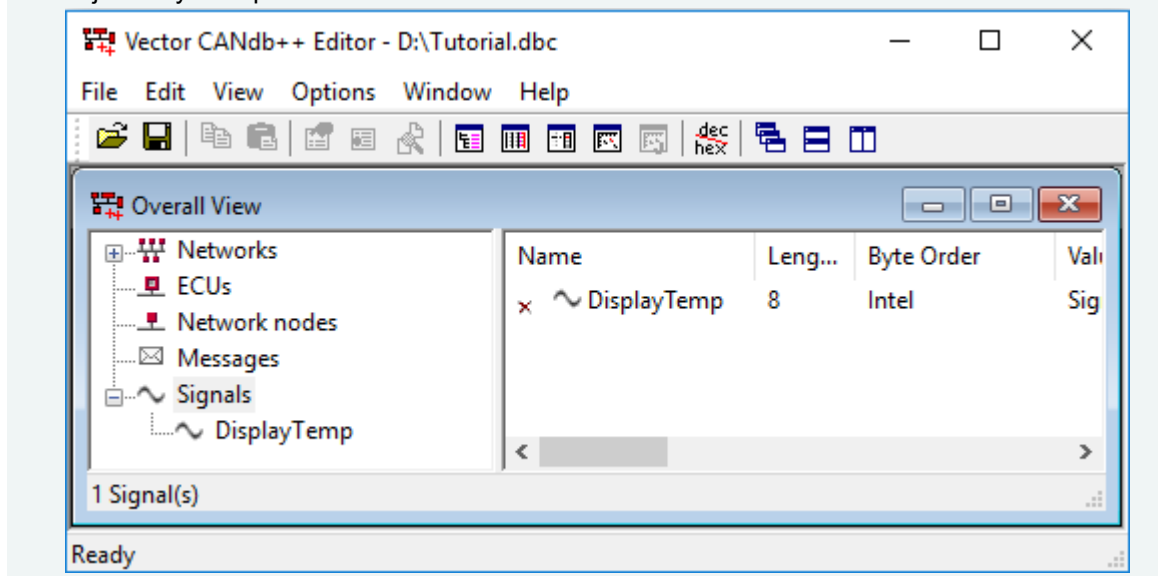 Vector CANdb++ Editor - D:\Tutorial.dbc
File Edit View Options Window Help
dec
hex
Overall View
Networks
ECUs
Network nodes
Messages
Signals
DisplayTemp
Name Leng... Byte Order Valu
DisplayTemp 8 Intel Sig
1 Signal(s)
Ready